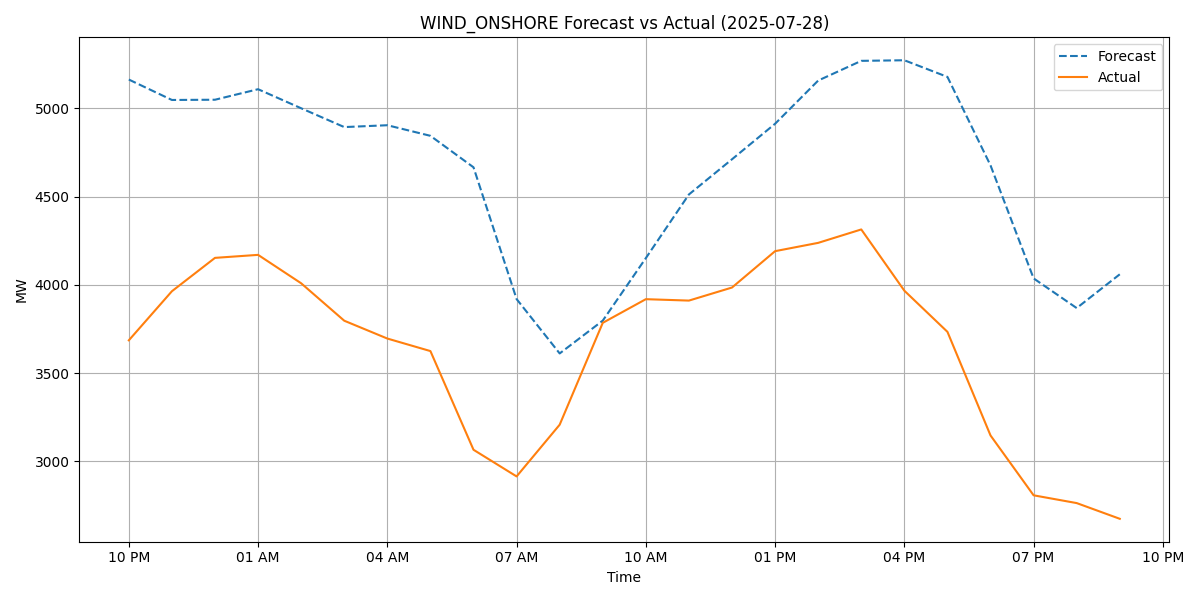 WIND_ONSHORE Forecast vs Actual (2025-07-28)
Forecast
Actual
MW
5000
4500
4000
3500
3000
10 PM 01 AM 04 AM 07 AM 10 AM 01 PM 04 PM 07 PM 10 PM
Time